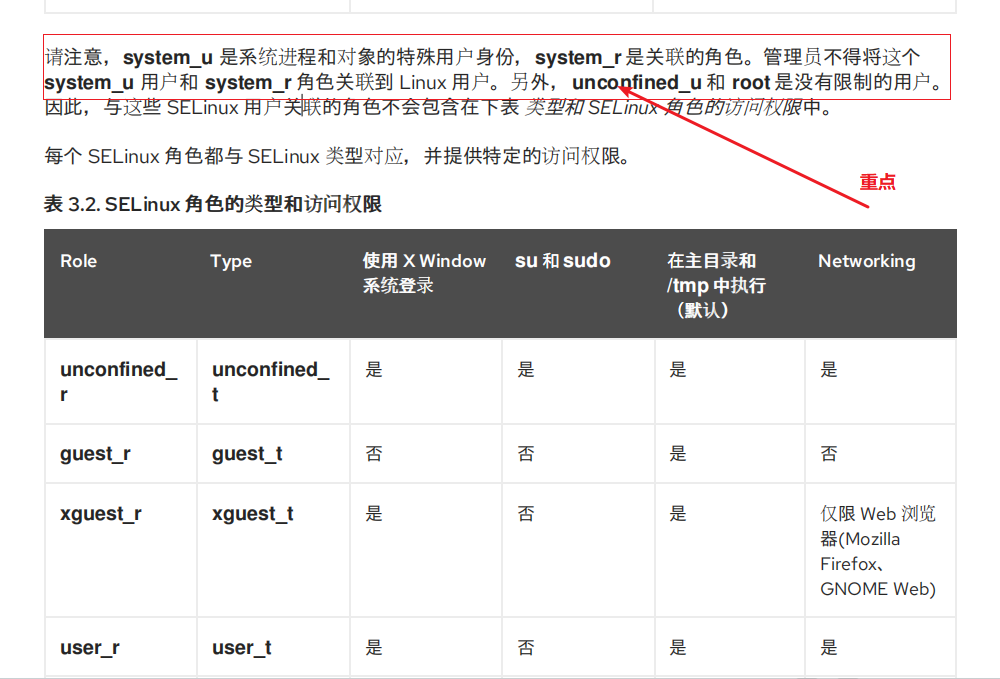 请注意，system_u 是系统进程和对象的特殊用户身份，system_r 是关联的角色。管理员不得将这个
system_u 用户和 system_r 角色关联到 Linux 用户。另外，unconfined_u 和 root 是没有限制的用户。
因此，与这些 SELinux 用户关联的角色不会包含在下表 类型和 SELinux 角色的访问权限中。
每个 SELinux 角色都与 SELinux 类型对应，并提供特定的访问权限。
重点
表 3.2. SELinux 角色的类型和访问权限
Role Type 使用 X Window su 和 sudo 在主目录和 Networking
系统登录 /tmp 中执行
（默认）
unconfined_ unconfined_ 是 是 是 是
r t
guest_r guest_t 否 否 是 否
xguest_r xguest_t 是 否 是 仅限 Web 浏览
器(Mozilla
Firefox、
GNOME Web)
user_r user_t 是 否 是 是